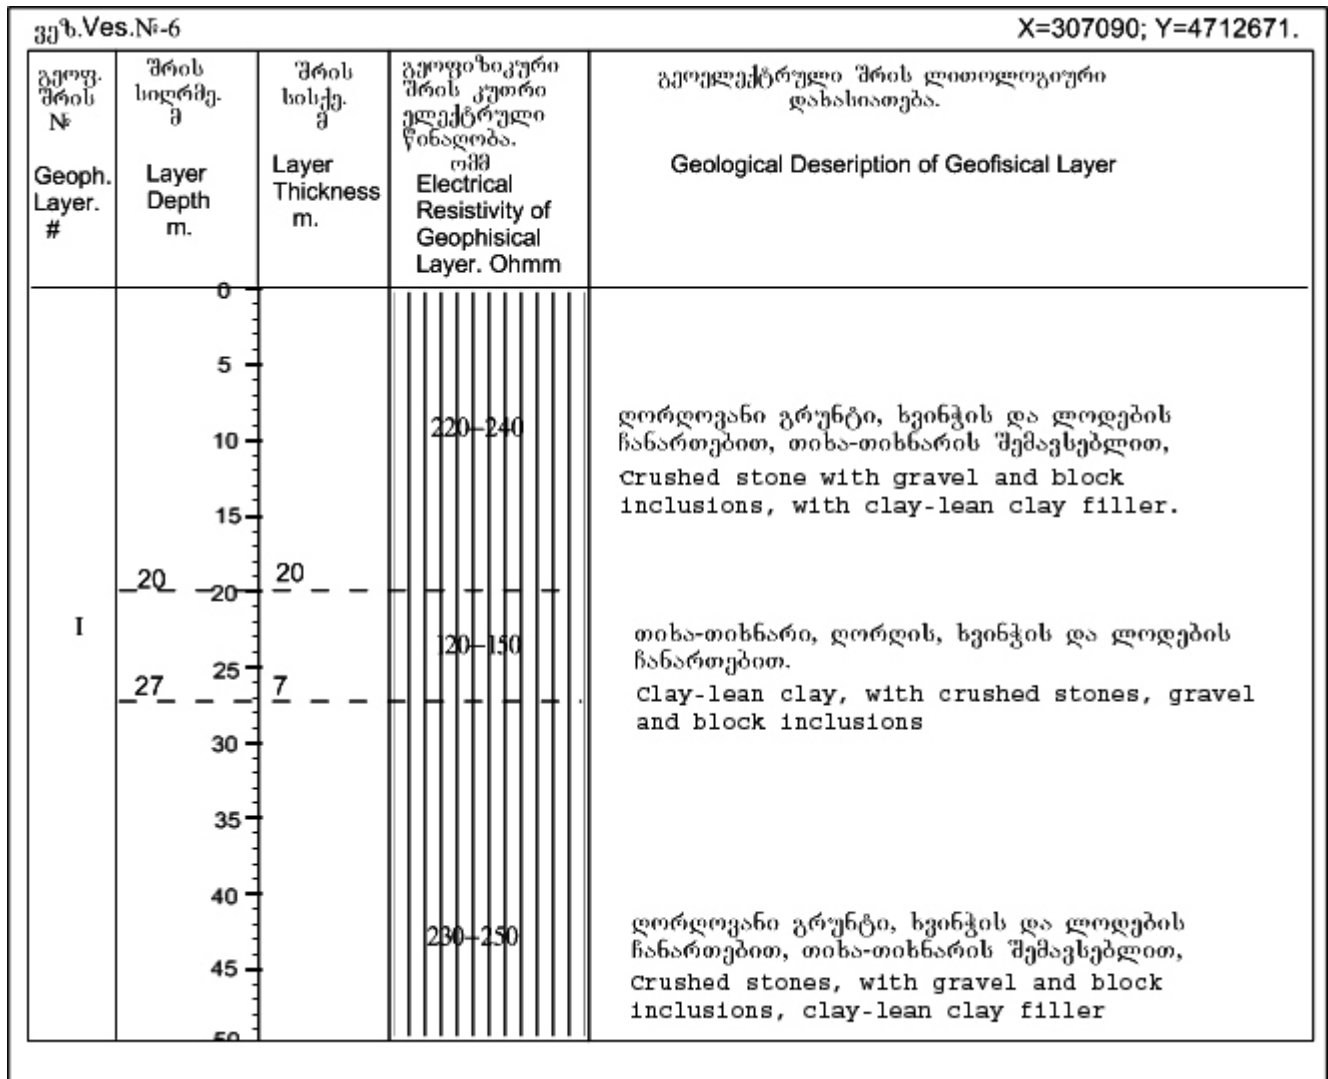 ვეზ.Ves.№-6
X=307090; Y=4712671.
გეოფ.
შრის
№
Geoph.
Layer.
#
შრის
სიღრმე.
მ
Layer
Depth
m.
შრის
სისქე.
მ
Layer
Thickness
m.
გეოფიზიკური
შრის კუთრი
ელექტრული
წინაღობა.
ომმ
Electrical
Resistivity of
Geophisical
Layer. Ohmm
გეოელექტრული შრის ლითოლოგიური
დახასიათება.
Geological Deseription of Geofisical Layer
0
5
220-240
ღორღოვანი გრუნტი, ხვინჭის და ლოდების
10
ჩანართებით, თიხა-თიხნარის შემავსებლით,
Crushed stone with gravel and block
inclusions, with clay-lean clay filler.
15
20
20
20
I
120-150
თიხა-თიხნარი, ღორღის, ხვინჭის და ლოდების
ჩანართებით.
25
27
7
Clay-lean clay, with crushed stones, gravel
and block inclusions
30
35
40
230-250
ღორღოვანი გრუნტი, ხვინჭის და ლოდების
ჩანართებით, თიხა-თიხნარის შემავსებლით,
45
Crushed stones, with gravel and block
inclusions, clay-lean clay filler
50